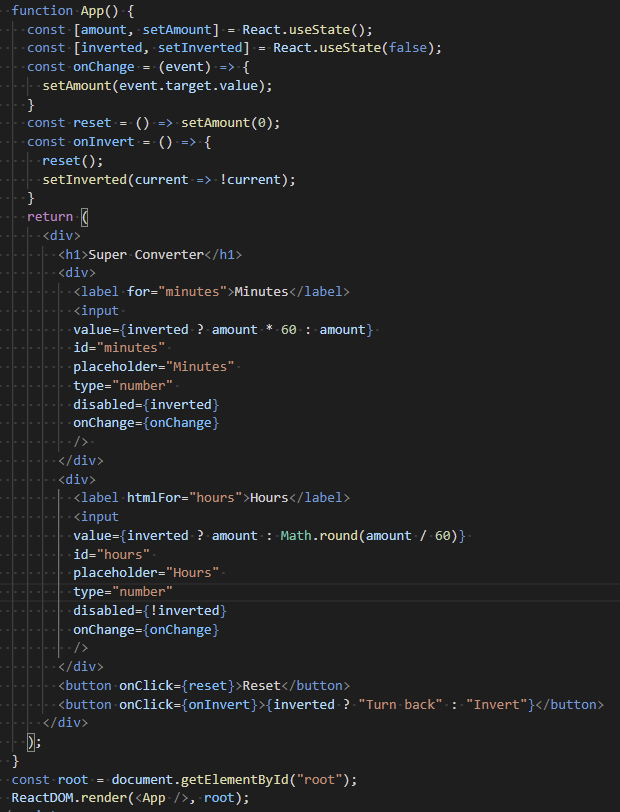 function App() {
const [amount, setAmount] = React.useState();
const [inverted, setInverted] = React.useState(false);
const onChange = (event) => {
setAmount(event.target.value);
}
const reset = () => setAmount(0);
const onInvert = () => {
reset();
setInverted(current => !current);
}
return (
<div>
<h1>Super Converter</h1>
<div>
<label for="minutes">Minutes</label>
<input
value={inverted ? amount * 60 : amount}
id="minutes"
placeholder="Minutes"
type="number"
disabled={inverted}
onChange={onChange}
/>
</div>
<div>
<label htmlFor="hours">Hours</label>
<input
value={inverted ? amount : Math.round(amount / 60)}
id="hours"
placeholder="Hours"
type="number"
disabled={!inverted}
onChange={onChange}
/>
</div>
<button onClick={reset}>Reset</button>
<button onClick={onInvert}>{inverted ? "Turn back" : "Invert"}</button>
</div>
);
}
const root = document.getElementById("root");
ReactDOM.render(<App />, root);